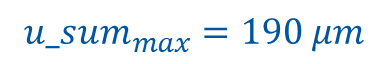 u_sum_max = 190 μm